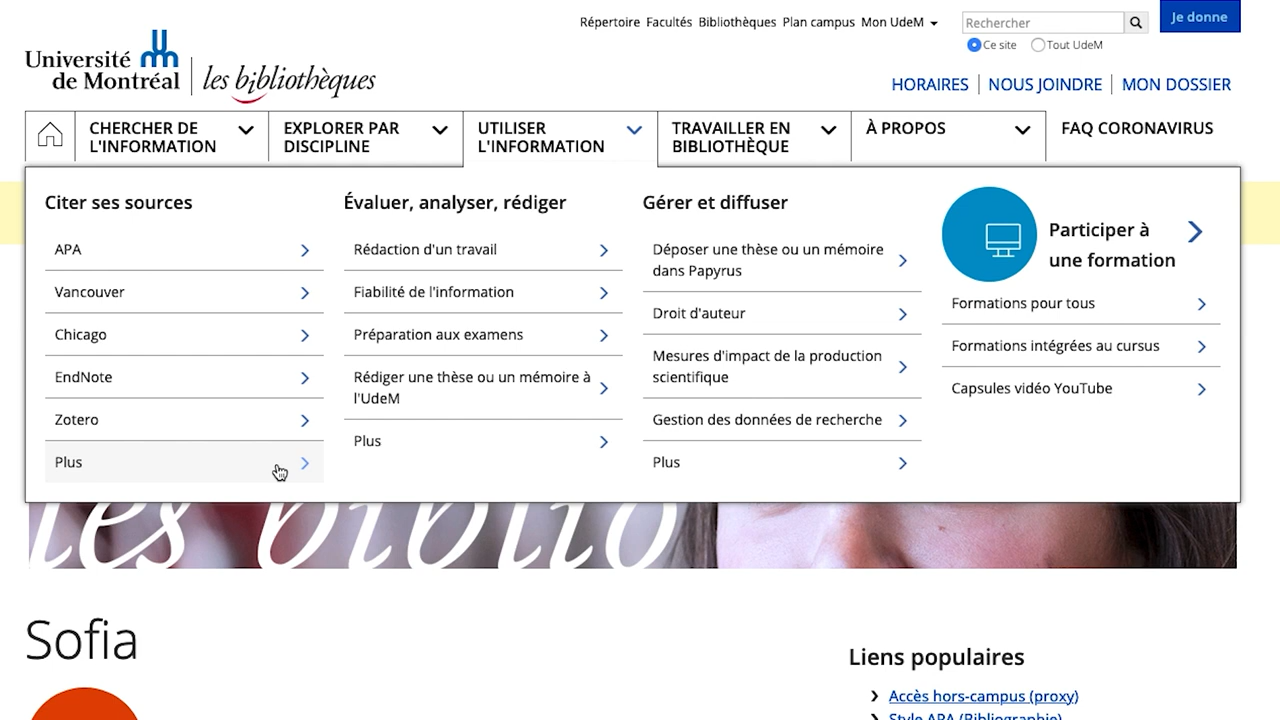 Répertoire Facultés Bibliothèques Plan campus Mon UdeM
Rechercher
Je donne
Ce site Tout UdeM
Université
de Montréal
les bibliothèques
HORAIRES NOUS JOINDRE MON DOSSIER
CHERCHER DE
L'INFORMATION
EXPLORER PAR
DISCIPLINE
UTILISER
L'INFORMATION
TRAVAILLER EN
BIBLIOTHÈQUE
À PROPOS
FAQ CORONAVIRUS
Citer ses sources
APA
Vancouver
Chicago
EndNote
Zotero
Plus
Évaluer, analyser, rédiger
Rédaction d'un travail
Fiabilité de l'information
Préparation aux examens
Rédiger une thèse ou un mémoire à
l'UdeM
Plus
Gérer et diffuser
Déposer une thèse ou un mémoire
dans Papyrus
Droit d'auteur
Mesures d'impact de la production
scientifique
Gestion des données de recherche
Plus
Participer à
une formation
Formations pour tous
Formations intégrées au cursus
Capsules vidéo YouTube
les biblio
Sofia
Liens populaires
Accès hors-campus (proxy)
Style APA (Bibliographie)